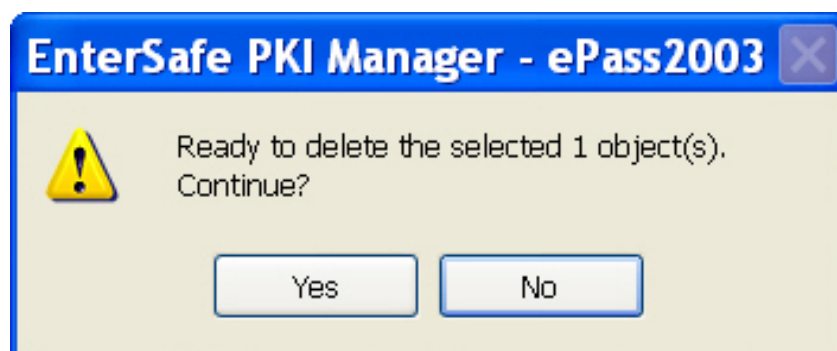 EnterSafe PKI Manager - ePass2003
Ready to delete the selected 1 object(s).
Continue?
Yes
No